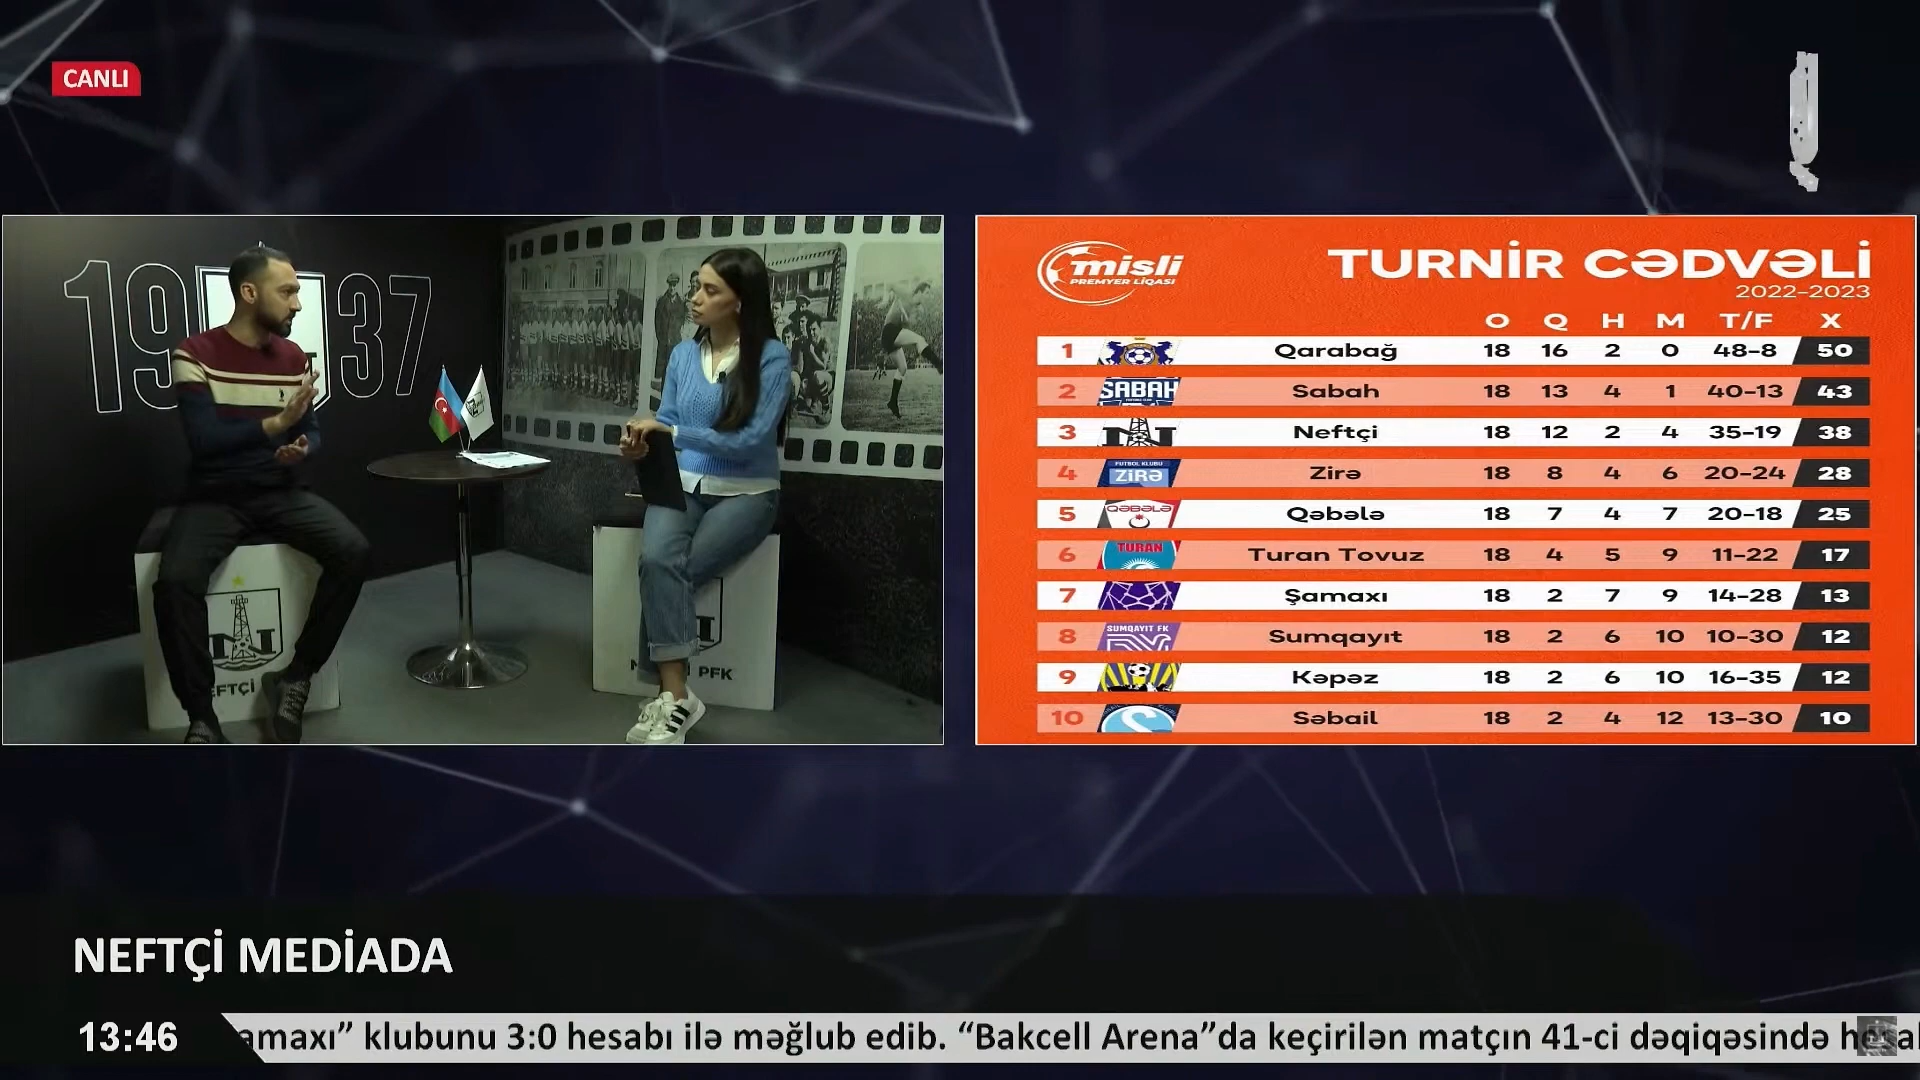 CANLI
1937
NEFTÇİ
PFK
misli
PREMYER LİQASI
TURNİR CƏDVƏLİ
2022-2023
O Q H M T/F X
1 Qarabağ 18 16 2 0 48-8 50
2 SABAH Sabah 18 13 4 1 40-13 43
3 Neftçi 18 12 2 4 35-19 38
4 FUTBOL KLUBU ZİRƏ Zirə 18 8 4 6 20-24 28
5 QƏBƏLƏ Qəbələ 18 7 4 7 20-18 25
6 TURAN Turan Tovuz 18 4 5 9 11-22 17
7 Şamaxı 18 2 7 9 14-28 13
8 SUMQAYIT FK Sumqayıt 18 2 6 10 10-30 12
9 Kəpəz 18 2 6 10 16-35 12
10 Səbail 18 2 4 12 13-30 10
NEFTÇİ MEDİADA
13:46 amaxı” klubunu 3:0 hesabı ilə məğlub edib. “Bakcell Arena”da keçirilən matçın 41-ci dəqiqəsində